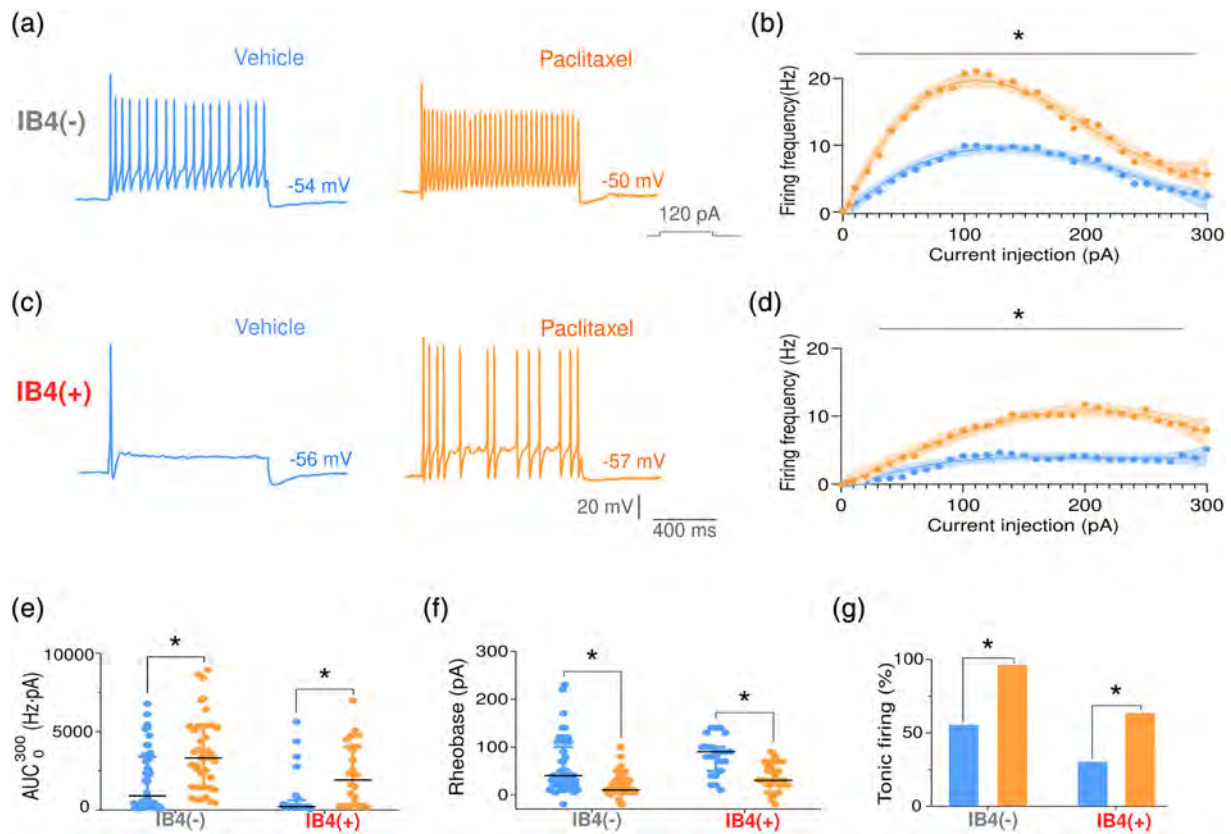 (a)
Vehicle
Paclitaxel
IB4(-)
-54 mV
-50 mV
120 pA
(b)
*
Firing frequency(Hz)
20
10
0
0
100
200
300
Current injection (pA)
(c)
Vehicle
Paclitaxel
IB4(+)
-56 mV
-57 mV
20 mV
400 ms
(d)
*
Firing frequency (Hz)
20
10
0
0
100
200
300
Current injection (pA)
(e)
AUC 300 0 (Hz·pA)
10000
5000
0
*
*
IB4(-)
IB4(+)
(f)
Rheobase (pA)
300
200
100
0
*
*
IB4(-)
IB4(+)
(g)
Tonic firing (%)
100
50
0
*
*
IB4(-)
IB4(+)